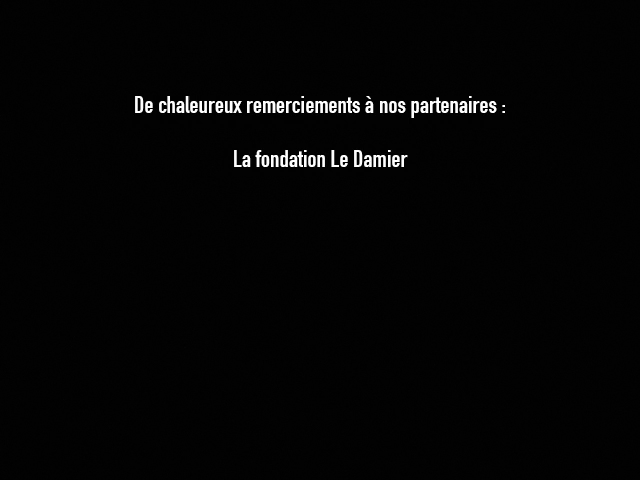 De chaleureux remerciements à nos partenaires :
La fondation Le Damier